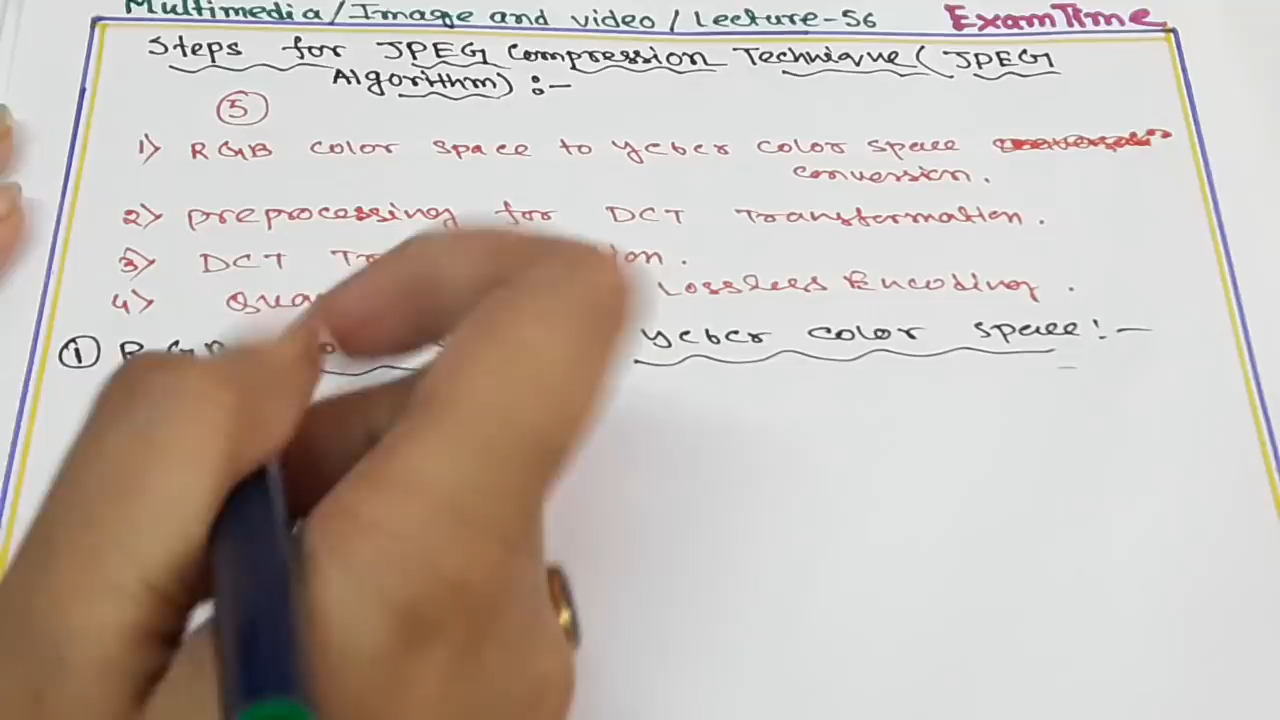 Multimedia/Image and video/Lecture-56 ExamTime
Steps for JPEG Compression Technique (JPEG
Algorithm) :-
5
1) RGB color space to ycbcr color space
conversion.
2) preprocessing for DCT Transformation.
3) DCT
4) Lossless Encoding.
① ycbcr color space:-